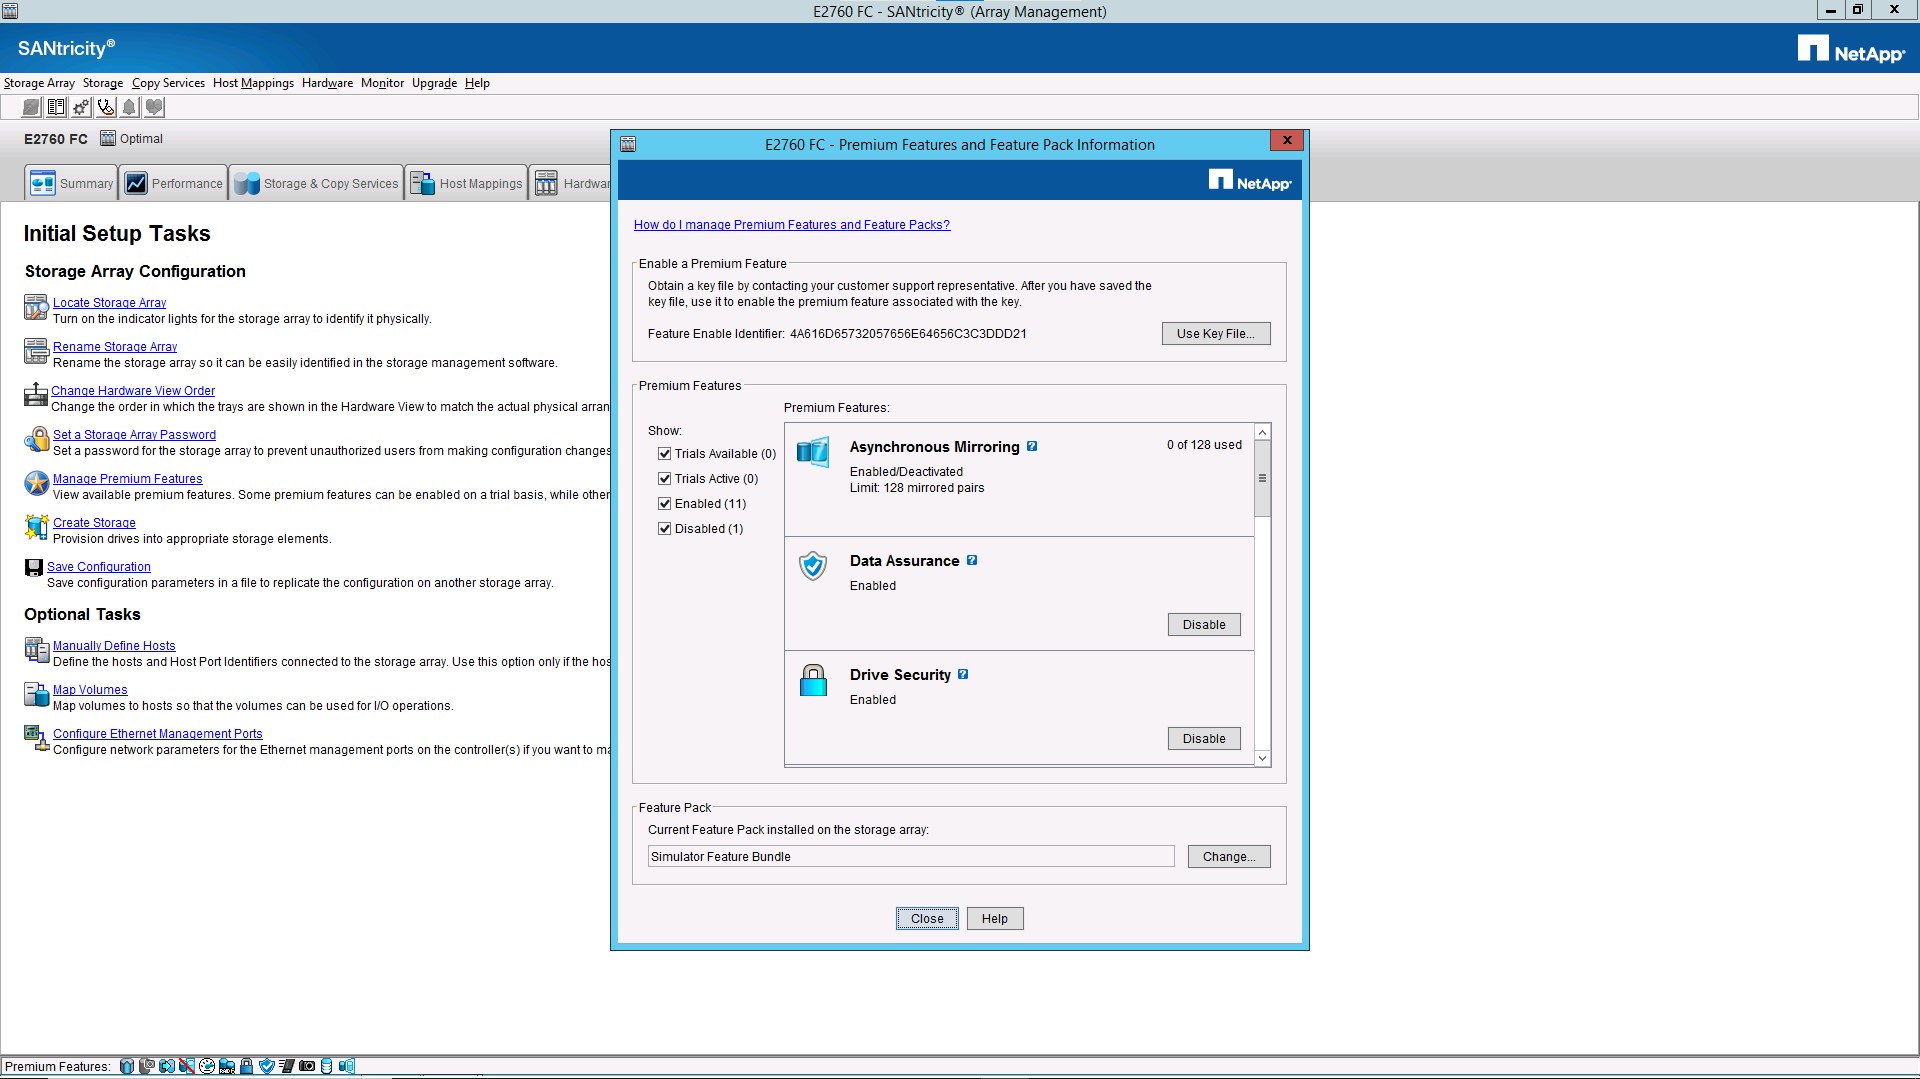 E2760 FC - SANtricity® (Array Management)
SANtricity®
NetApp®
Storage Array Storage Copy Services Host Mappings Hardware Monitor Upgrade Help
E2760 FC Optimal
Summary Performance Storage & Copy Services Host Mappings Hardwar
Initial Setup Tasks
Storage Array Configuration
Locate Storage Array
Turn on the indicator lights for the storage array to identify it physically.
Rename Storage Array
Rename the storage array so it can be easily identified in the storage management software.
Change Hardware View Order
Change the order in which the trays are shown in the Hardware View to match the actual physical arran
Set a Storage Array Password
Set a password for the storage array to prevent unauthorized users from making configuration changes
Manage Premium Features
View available premium features. Some premium features can be enabled on a trial basis, while other
Create Storage
Provision drives into appropriate storage elements.
Save Configuration
Save configuration parameters in a file to replicate the configuration on another storage array.
Optional Tasks
Manually Define Hosts
Define the hosts and Host Port Identifiers connected to the storage array. Use this option only if the hos
Map Volumes
Map volumes to hosts so that the volumes can be used for I/O operations.
Configure Ethernet Management Ports
Configure network parameters for the Ethernet management ports on the controller(s) if you want to ma
E2760 FC - Premium Features and Feature Pack Information
NetApp®
How do I manage Premium Features and Feature Packs?
Enable a Premium Feature
Obtain a key file by contacting your customer support representative. After you have saved the
key file, use it to enable the premium feature associated with the key.
Feature Enable Identifier: 4A616D65732057656E64656C3C3DDD21
Use Key File...
Premium Features
Premium Features:
Show:
Trials Available (0)
Trials Active (0)
Enabled (11)
Disabled (1)
Asynchronous Mirroring
0 of 128 used
Enabled/Deactivated
Limit: 128 mirrored pairs
Data Assurance
Enabled
Disable
Drive Security
Enabled
Disable
Feature Pack
Current Feature Pack installed on the storage array:
Simulator Feature Bundle
Change...
Close Help
Premium Features: